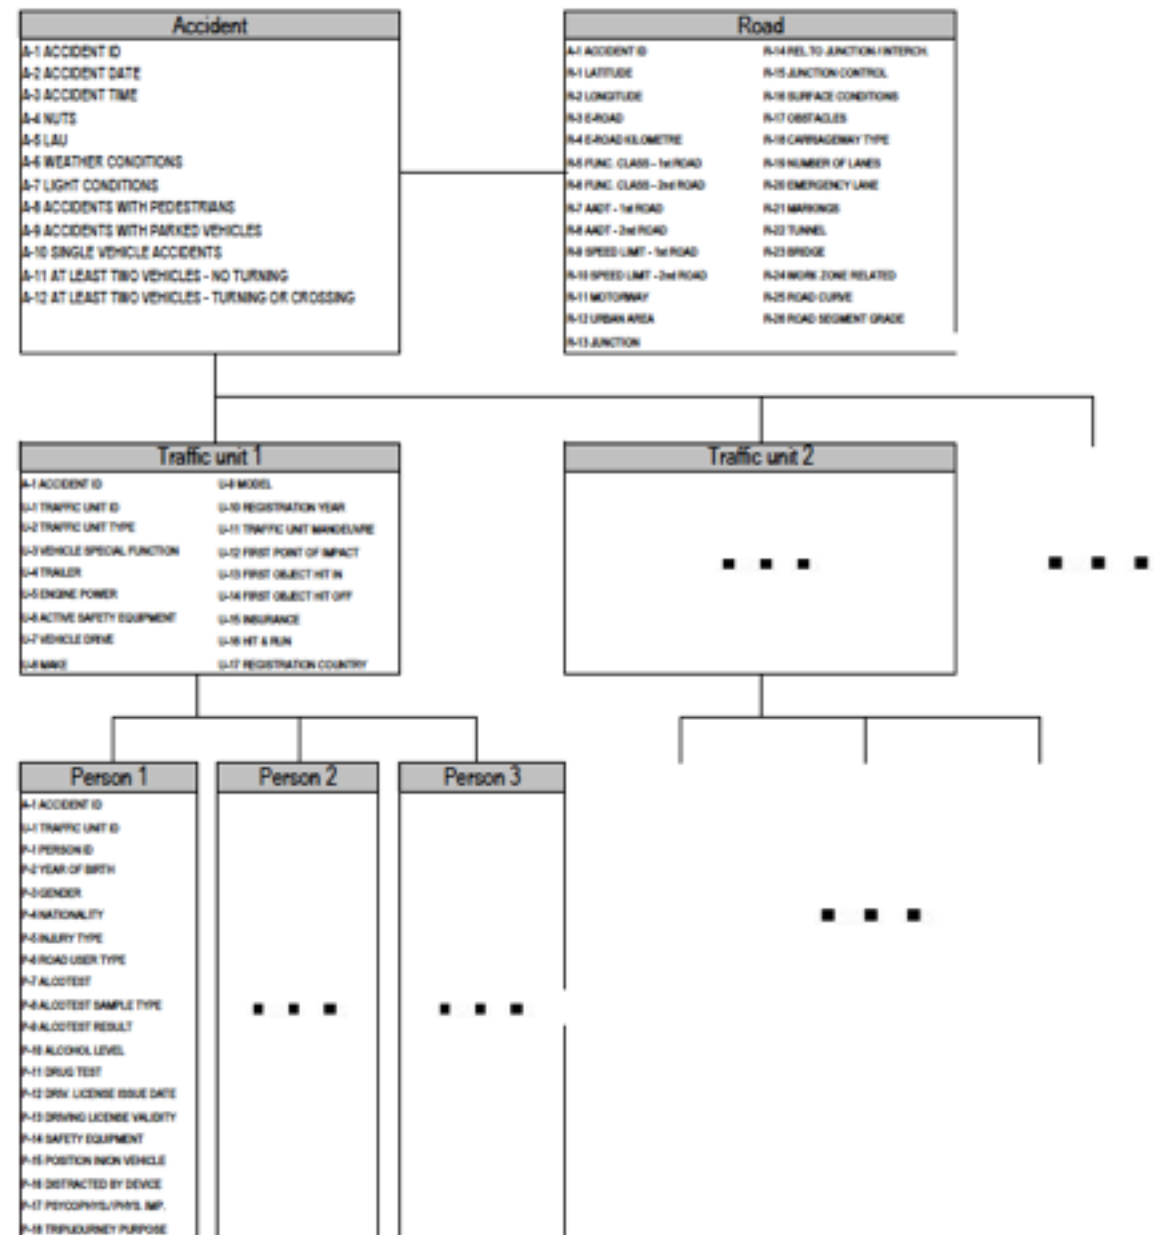 Accident
A-1 ACCIDENT ID
A-2 ACCIDENT DATE
A-3 ACCIDENT TIME
A-4 NUTS
A-5 LAU
A-6 WEATHER CONDITIONS
A-7 LIGHT CONDITIONS
A-8 ACCIDENTS WITH PEDESTRIANS
A-9 ACCIDENTS WITH PARKED VEHICLES
A-10 SINGLE VEHICLE ACCIDENTS
A-11 AT LEAST TWO VEHICLES - NO TURNING
A-12 AT LEAST TWO VEHICLES - TURNING OR CROSSING
Road
A-1 ACCIDENT ID
R-1 LATITUDE
R-2 LONGITUDE
R-3 E-ROAD
R-4 E-ROAD KILOMETRE
R-5 FUNC. CLASS - 1st ROAD
R-6 FUNC. CLASS - 2nd ROAD
R-7 AADT - 1st ROAD
R-8 AADT - 2nd ROAD
R-9 SPEED LIMIT - 1st ROAD
R-10 SPEED LIMIT - 2nd ROAD
R-11 MOTORWAY
R-12 URBAN AREA
R-13 JUNCTION
R-14 REL.TO JUNCTION / INTERCH.
R-15 JUNCTION CONTROL
R-16 SURFACE CONDITIONS
R-17 OBSTACLES
R-18 CARRIAGEWAY TYPE
R-19 NUMBER OF LANES
R-20 EMERGENCY LANE
R-21 MARKINGS
R-22 TUNNEL
R-23 BRIDGE
R-24 WORK ZONE RELATED
R-25 ROAD CURVE
R-26 ROAD SEGMENT GRADE
Traffic unit 1
A-1 ACCIDENT ID
U-1 TRAFFIC UNIT ID
U-2 TRAFFIC UNIT TYPE
U-3 VEHICLE SPECIAL FUNCTION
U-4 TRAILER
U-5 ENGINE POWER
U-6 ACTIVE SAFETY EQUIPMENT
U-7 VEHICLE DRIVE
U-8 MAKE
U-9 MODEL
U-10 REGISTRATION YEAR
U-11 TRAFFIC UNIT MANOEUVRE
U-12 FIRST POINT OF IMPACT
U-13 FIRST OBJECT HIT IN
U-14 FIRST OBJECT HIT OFF
U-15 INSURANCE
U-16 HIT & RUN
U-17 REGISTRATION COUNTRY
Traffic unit 2
Person 1
A-1 ACCIDENT ID
U-1 TRAFFIC UNIT ID
P-1 PERSON ID
P-2 YEAR OF BIRTH
P-3 GENDER
P-4 NATIONALITY
P-5 INJURY TYPE
P-6 ROAD USER TYPE
P-7 ALCOTEST
P-8 ALCOTEST SAMPLE TYPE
P-9 ALCOTEST RESULT
P-10 ALCOHOL LEVEL
P-11 DRUG TEST
P-12 DRIV. LICENSE ISSUE DATE
P-13 DRIVING LICENSE VALIDITY
P-14 SAFETY EQUIPMENT
P-15 POSITION IN/ON VEHICLE
P-16 DISTRACTED BY DEVICE
P-17 PSYCOPHYS./PHYS. IMP.
P-18 TRIP/JOURNEY PURPOSE
Person 2
Person 3